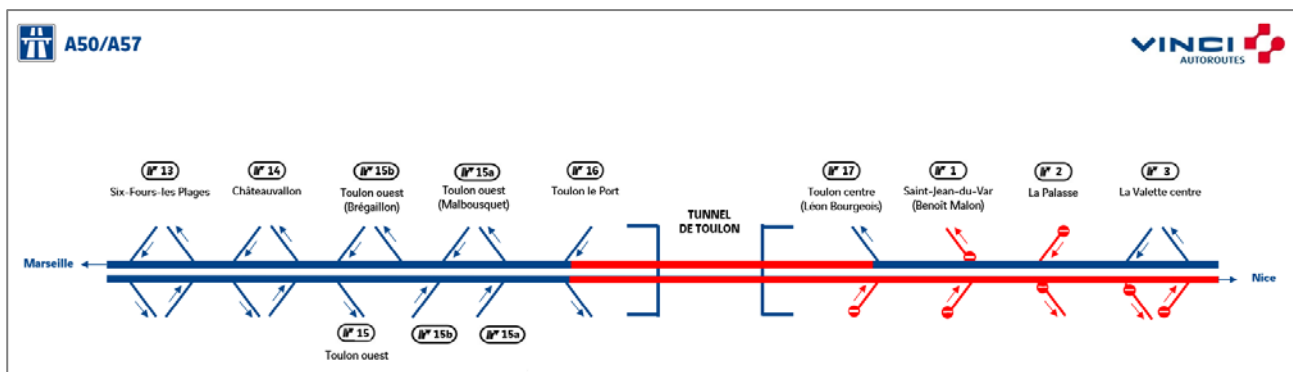 A50/A57
VINCI
AUTOROUTES
N° 13
N° 14
N° 15b
N° 15a
N° 16
N° 17
N° 1
N° 2
N° 3
Six-Fours-les Plages
Châteauvallon
Toulon ouest
(Brégaillon)
Toulon ouest
(Malbousquet)
Toulon le Port
Toulon centre
(Léon Bourgeois)
Saint-Jean-du-Var
(Benoît Malon)
La Palasse
La Valette centre
TUNNEL
DE TOULON
Marseille
Nice
N° 15
N° 15b
N° 15a
Toulon ouest